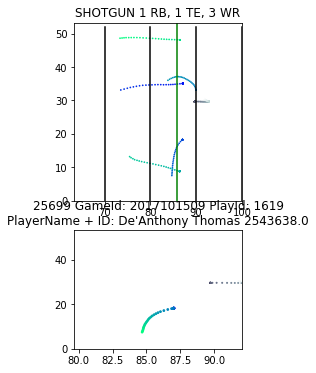 SHOTGUN 1 RB, 1 TE, 3 WR
50
40
30
20
10
0
70 80 90 100
25699 GameId: 2017101509 PlayId: 1619
PlayerName + ID: De'Anthony Thomas 2543638.0
40
20
0
80.0 82.5 85.0 87.5 90.0